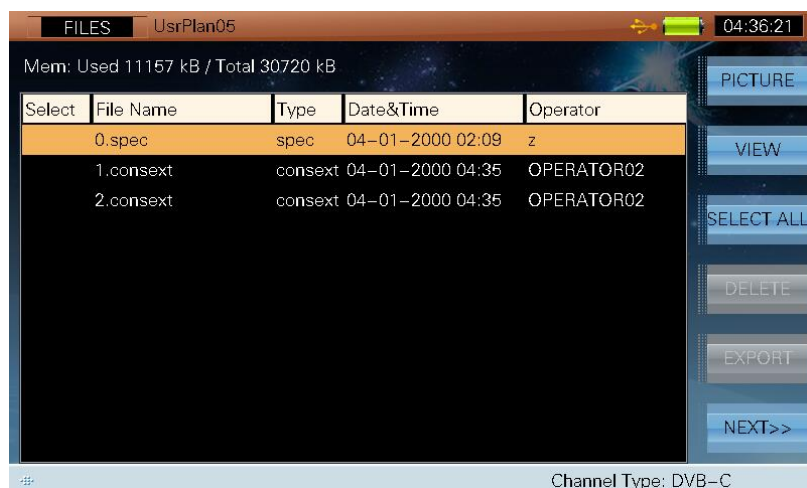 FILES UsrPlan05 04:36:21
Mem: Used 11157 kB / Total 30720 kB
PICTURE
Select File Name Type Date&Time Operator
0.spec spec 04-01-2000 02:09 z
VIEW
1.consext consext 04-01-2000 04:35 OPERATOR02
2.consext consext 04-01-2000 04:35 OPERATOR02
SELECT ALL
DELETE
EXPORT
NEXT>>
Channel Type: DVB-C